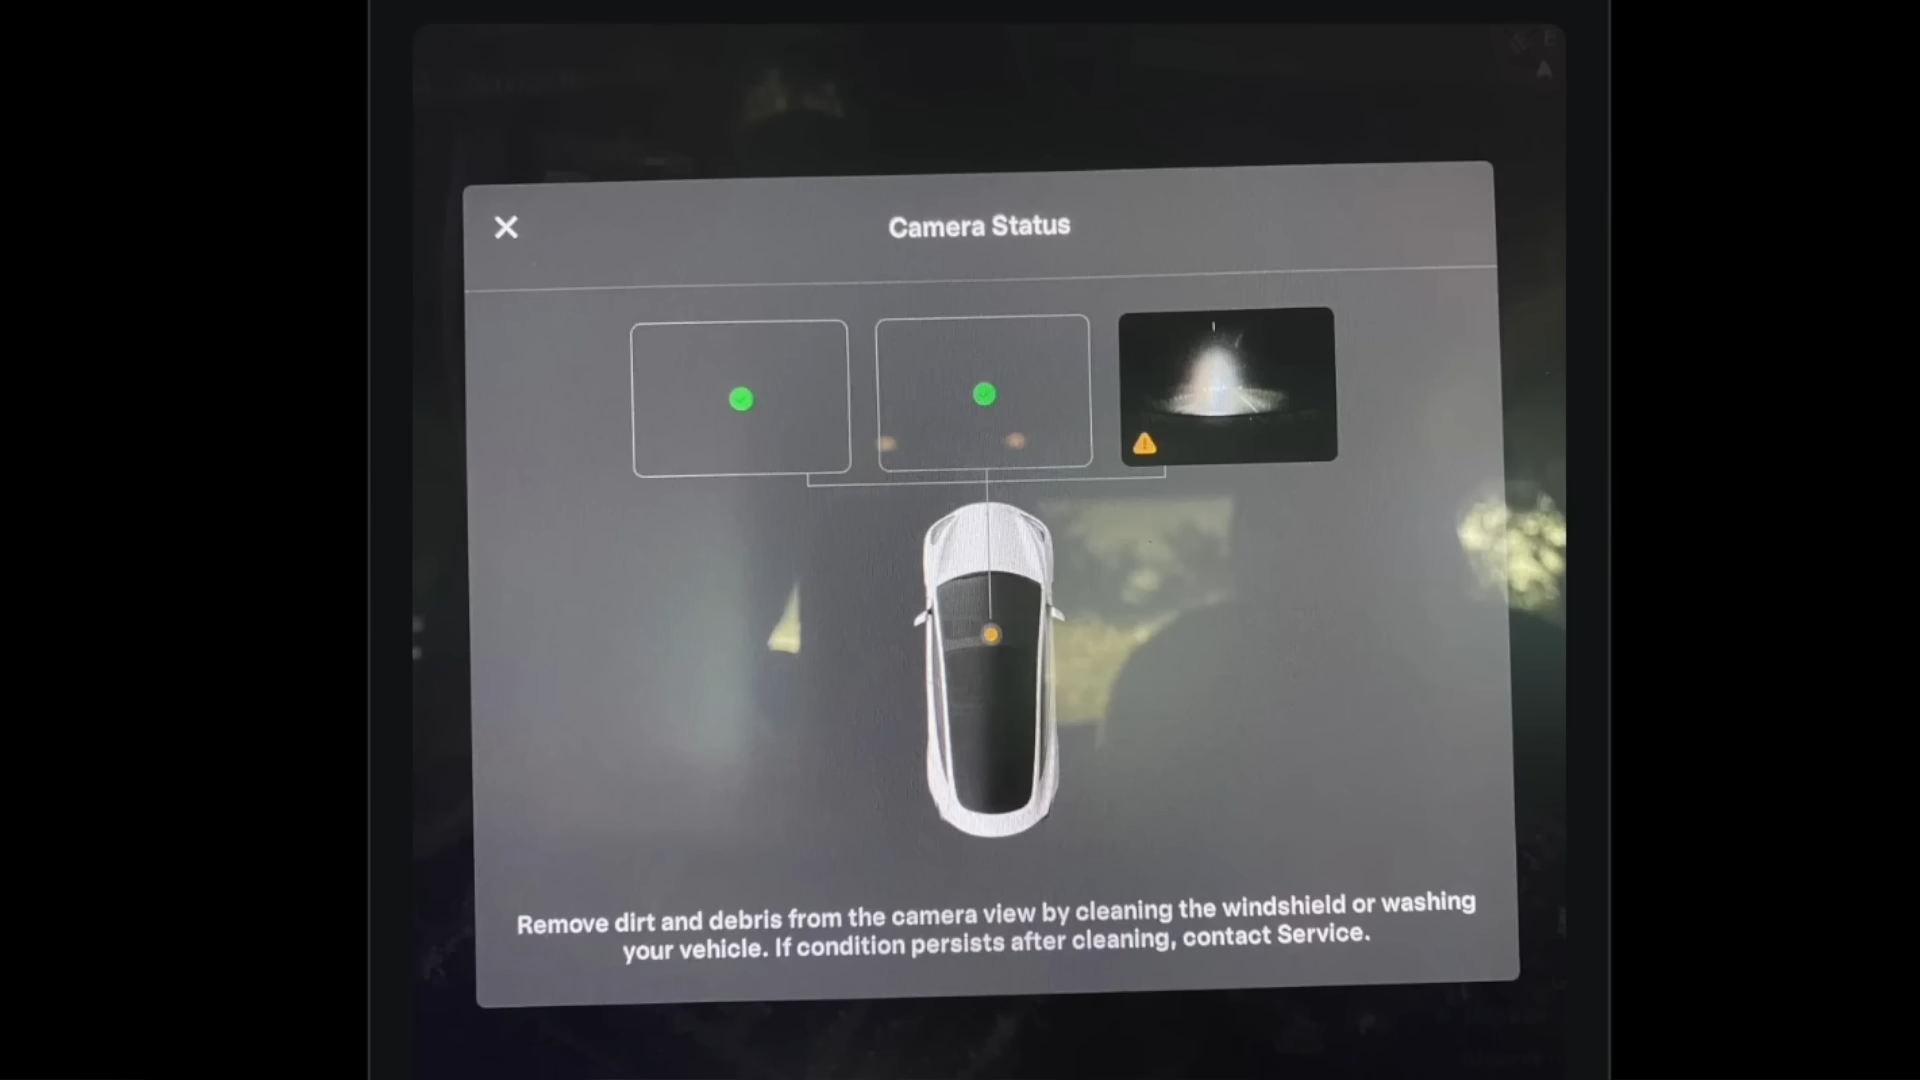 Camera Status
Remove dirt and debris from the camera view by cleaning the windshield or washing
your vehicle. If condition persists after cleaning, contact Service.